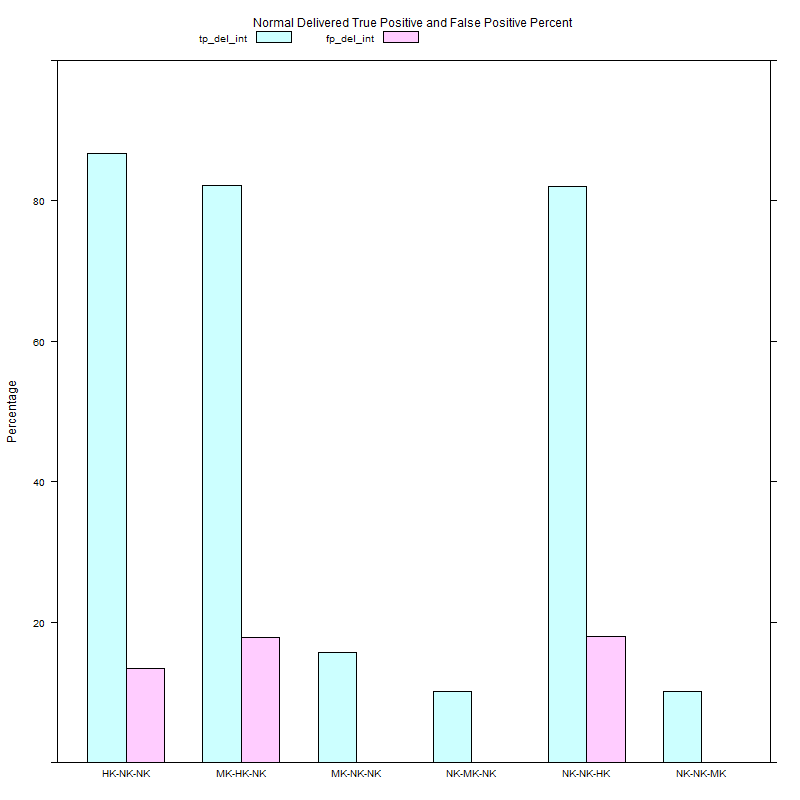 Normal Delivered True Positive and False Positive Percent
tp_del_int fp_del_int
80
60
40
20
Percentage
HK-NK-NK MK-HK-NK MK-NK-NK NK-MK-NK NK-NK-HK NK-NK-MK